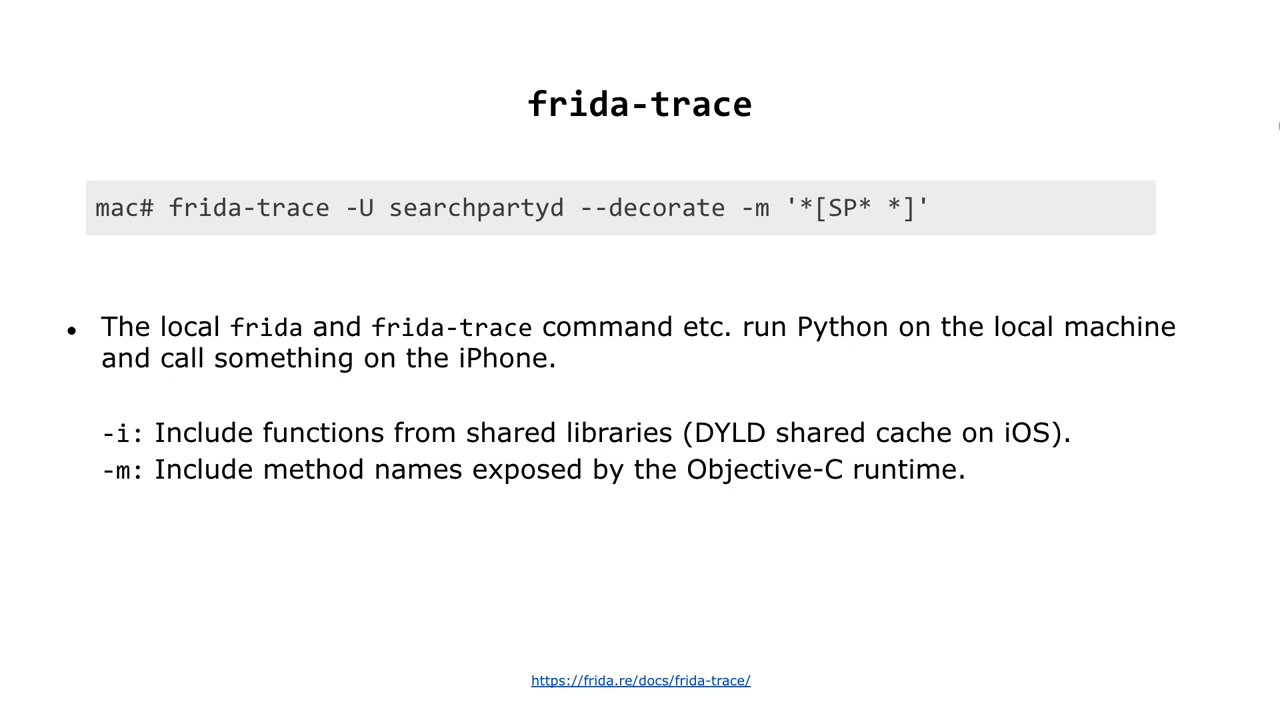 frida-trace
mac# frida-trace -U searchpartyd --decorate -m '*[SP* *]'
• The local frida and frida-trace command etc. run Python on the local machine
and call something on the iPhone.
-i: Include functions from shared libraries (DYLD shared cache on iOS).
-m: Include method names exposed by the Objective-C runtime.
https://frida.re/docs/frida-trace/